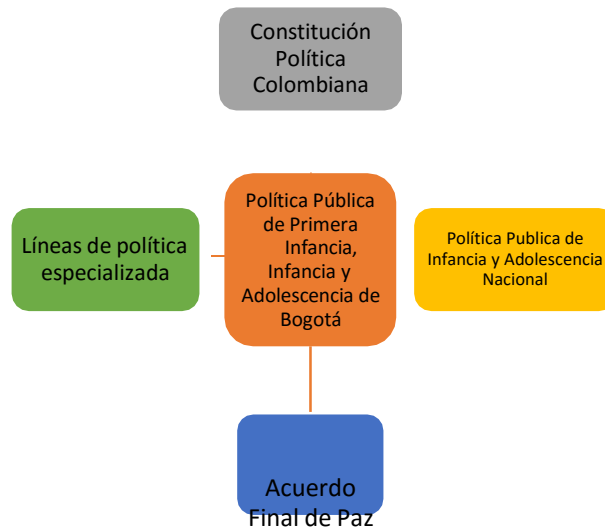 Constitución
Política
Colombiana
Líneas de política
especializada
Política Pública
de Primera
Infancia,
Infancia y
Adolescencia de
Bogotá
Política Publica de
Infancia y Adolescencia
Nacional
Acuerdo
Final de Paz